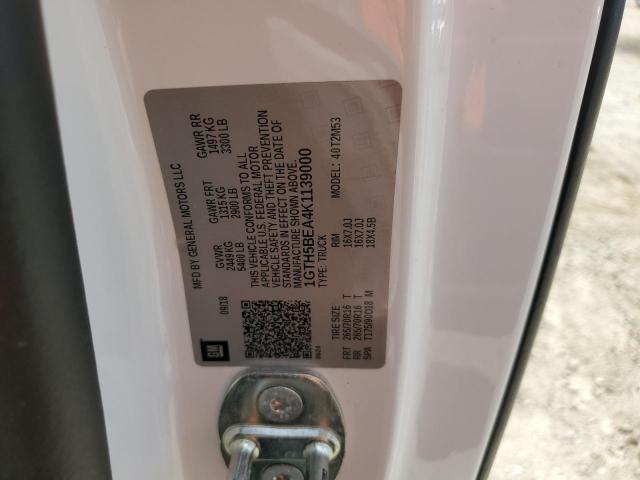 MFD BY GENERAL MOTORS LLC
09/18
GVWR
2449 KG
5400 LB
GAWR FRT
1315 KG
2900 LB
GAWR RR
1497 KG
3300 LB
THIS VEHICLE CONFORMS TO ALL
APPLICABLE U.S. FEDERAL MOTOR
VEHICLE SAFETY AND THEFT PREVENTION
STANDARDS IN EFFECT ON THE DATE OF
MANUFACTURE SHOWN ABOVE.
1GTH5BEA4K1139000
TYPE: TRUCK
MODEL: 40T2M53
TIRE SIZE RIM
FRT 265/70R16 T 16X7.0J
RR 265/70R16 T 16X7.0J
SPA T175/90D18 M 18X4.5B
GM